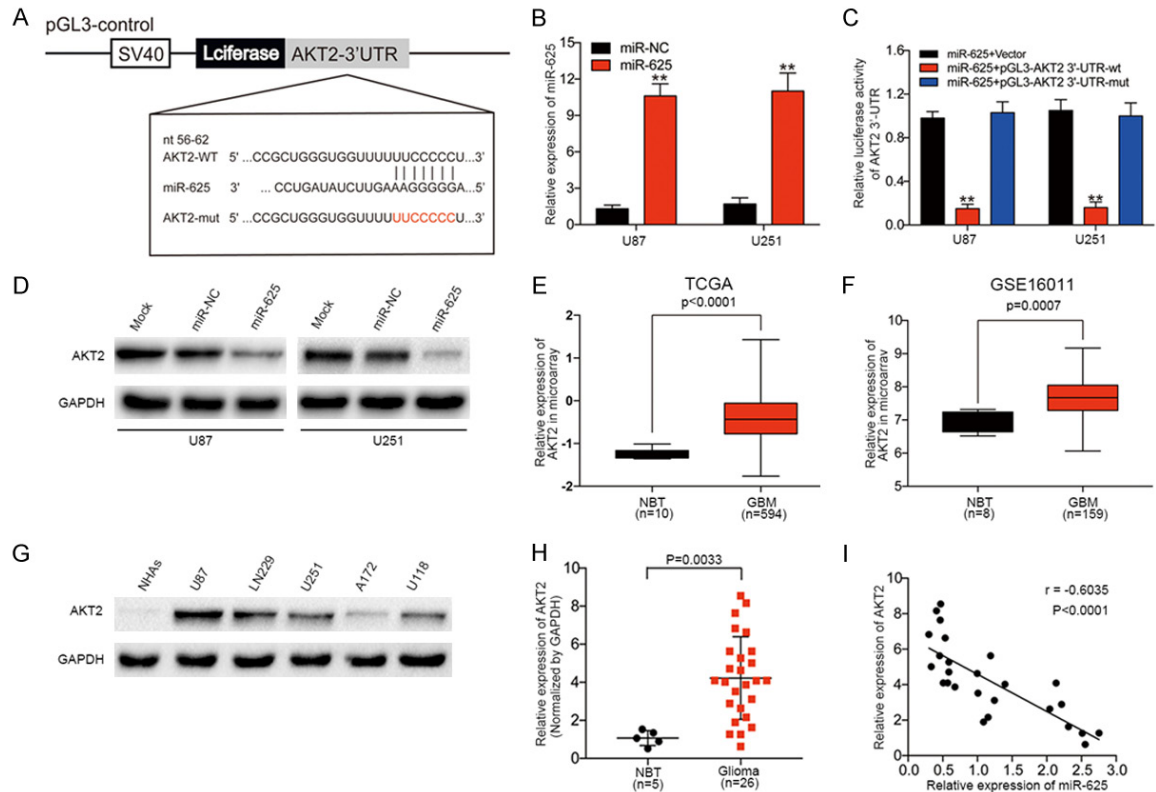 A
pGL3-control
SV40
Lciferase
AKT2-3'UTR
nt 56-62
AKT2-WT 5' ...CCGCUGGGUGGUUUUUUCCCCCU...3'
miR-625 3' ... CCUGAUAUCUUGAAAGGGGGA...5'
AKT2-mut 5' ...CCGCUGGGUGGUUUUUUCCCCCU...3'
B
miR-NC
miR-625
Relative expression of miR-625
15
12
9
6
3
0
**
**
U87
U251
C
miR-625+Vector
miR-625+pGL3-AKT2 3'-UTR-wt
miR-625+pGL3-AKT2 3'-UTR-mut
Relative luciferase activity
of AKT2 3'-UTR
1.6
1.2
0.8
0.4
0.0
**
**
U87
U251
D
Mock
miR-NC
miR-625
Mock
miR-NC
miR-625
AKT2
GAPDH
U87
U251
E
TCGA
p<0.0001
Relative expression of
AKT2 in microarray
2
1
0
-1
-2
NBT
(n=10)
GBM
(n=594)
F
GSE16011
p=0.0007
Relative expression of
AKT2 in microarray
10
9
8
7
6
5
NBT
(n=8)
GBM
(n=159)
G
NHAs
U87
LN229
U251
A172
U118
AKT2
GAPDH
H
P=0.0033
Relative expression of AKT2
(Normalized by GAPDH)
10
8
6
4
2
0
NBT
(n=5)
Glioma
(n=26)
I
r = -0.6035
P<0.0001
Relative expression of AKT2
10
8
6
4
2
0
0.0 0.5 1.0 1.5 2.0 2.5 3.0
Relative expression of miR-625